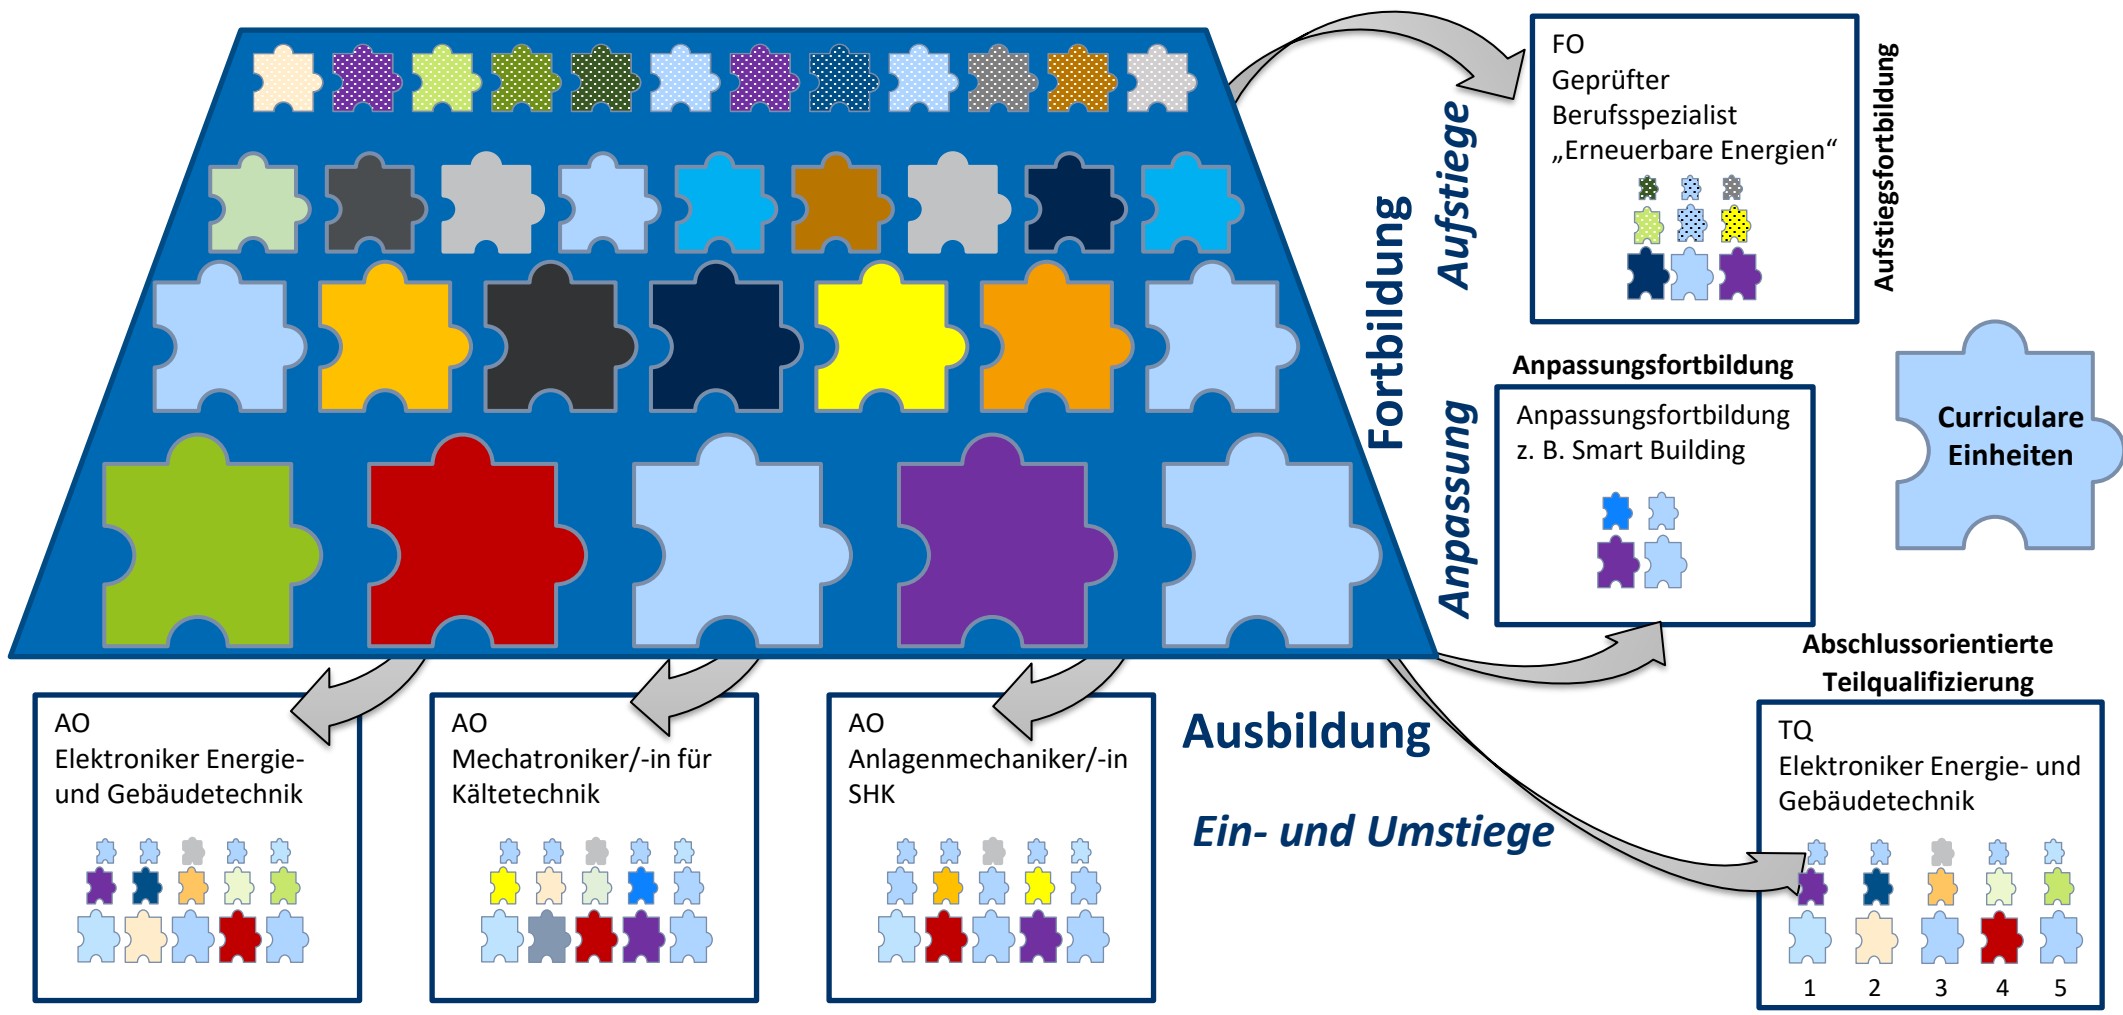 FO
Geprüfter
Berufsspezialist
„Erneuerbare Energien“
Aufstiegsfortbildung
Aufstiege
Fortbildung
Anpassung
Anpassungsfortbildung
Anpassungsfortbildung
z. B. Smart Building
Curriculare
Einheiten
Abschlussorientierte
Teilqualifizierung
AO
Elektroniker Energie-
und Gebäudetechnik
AO
Mechatroniker/-in für
Kältetechnik
AO
Anlagenmechaniker/-in
SHK
Ausbildung
Ein- und Umstiege
TQ
Elektroniker Energie- und
Gebäudetechnik
1 2 3 4 5